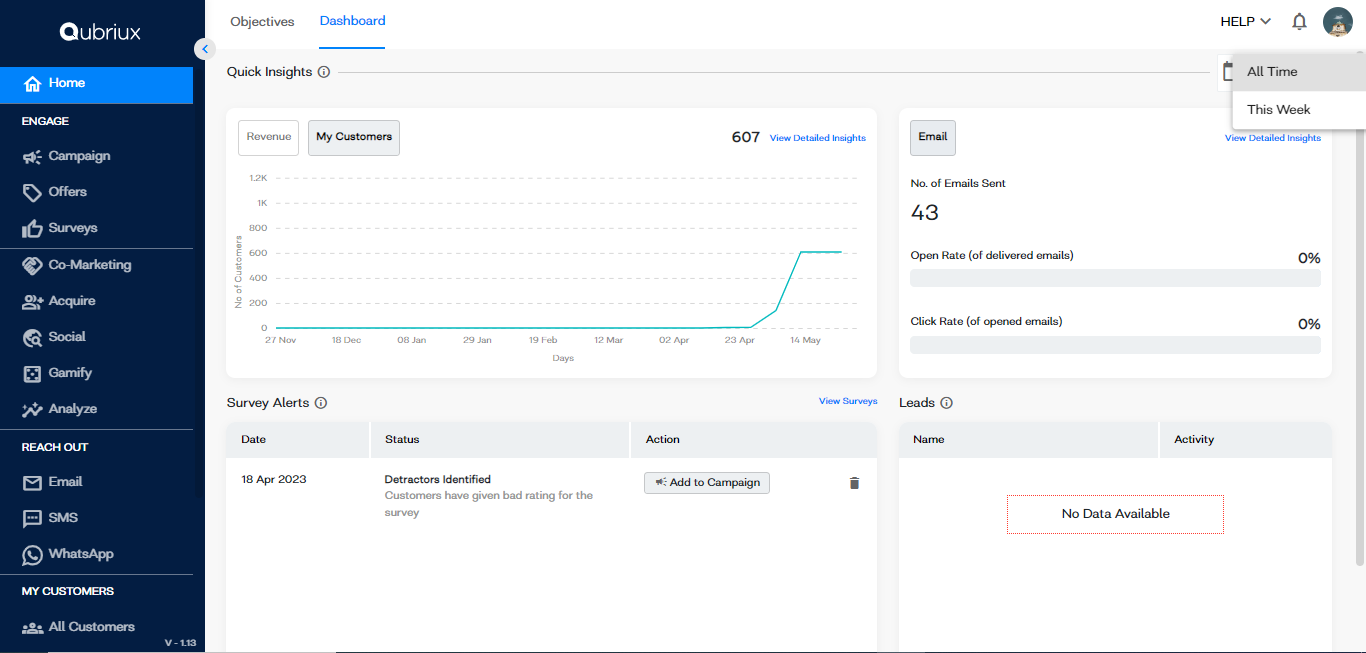 Qubriux
Home
ENGAGE
Campaign
Offers
Surveys
Co-Marketing
Acquire
Social
Gamify
Analyze
REACH OUT
Email
SMS
WhatsApp
MY CUSTOMERS
All Customers
V - 1.13
Objectives
Dashboard
HELP
Quick Insights
All Time
This Week
Revenue
My Customers
607
View Detailed Insights
1.2K
1K
800
600
400
200
0
No of Customers
27 Nov
18 Dec
08 Jan
29 Jan
19 Feb
12 Mar
02 Apr
23 Apr
14 May
Days
Email
View Detailed Insights
No. of Emails Sent
43
Open Rate (of delivered emails)
0%
Click Rate (of opened emails)
0%
Survey Alerts
View Surveys
Date
Status
Action
18 Apr 2023
Detractors Identified
Customers have given bad rating for the
survey
Add to Campaign
Leads
Name
Activity
No Data Available